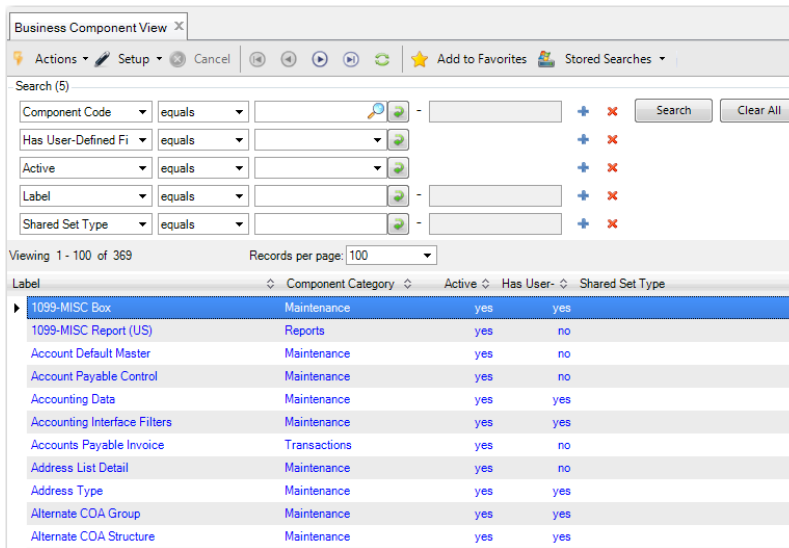 Business Component View X
Actions Setup Cancel Add to Favorites Stored Searches
Search (5)
Component Code equals - Search Clear All
Has User-Defined Fi equals
Active equals
Label equals -
Shared Set Type equals -
Viewing 1 - 100 of 369 Records per page: 100
Label Component Category Active Has User- Shared Set Type
1099-MISC Box Maintenance yes yes
1099-MISC Report (US) Reports yes no
Account Default Master Maintenance yes no
Account Payable Control Maintenance yes no
Accounting Data Maintenance yes yes
Accounting Interface Filters Maintenance yes yes
Accounts Payable Invoice Transactions yes no
Address List Detail Maintenance yes no
Address Type Maintenance yes yes
Alternate COA Group Maintenance yes yes
Alternate COA Structure Maintenance yes yes